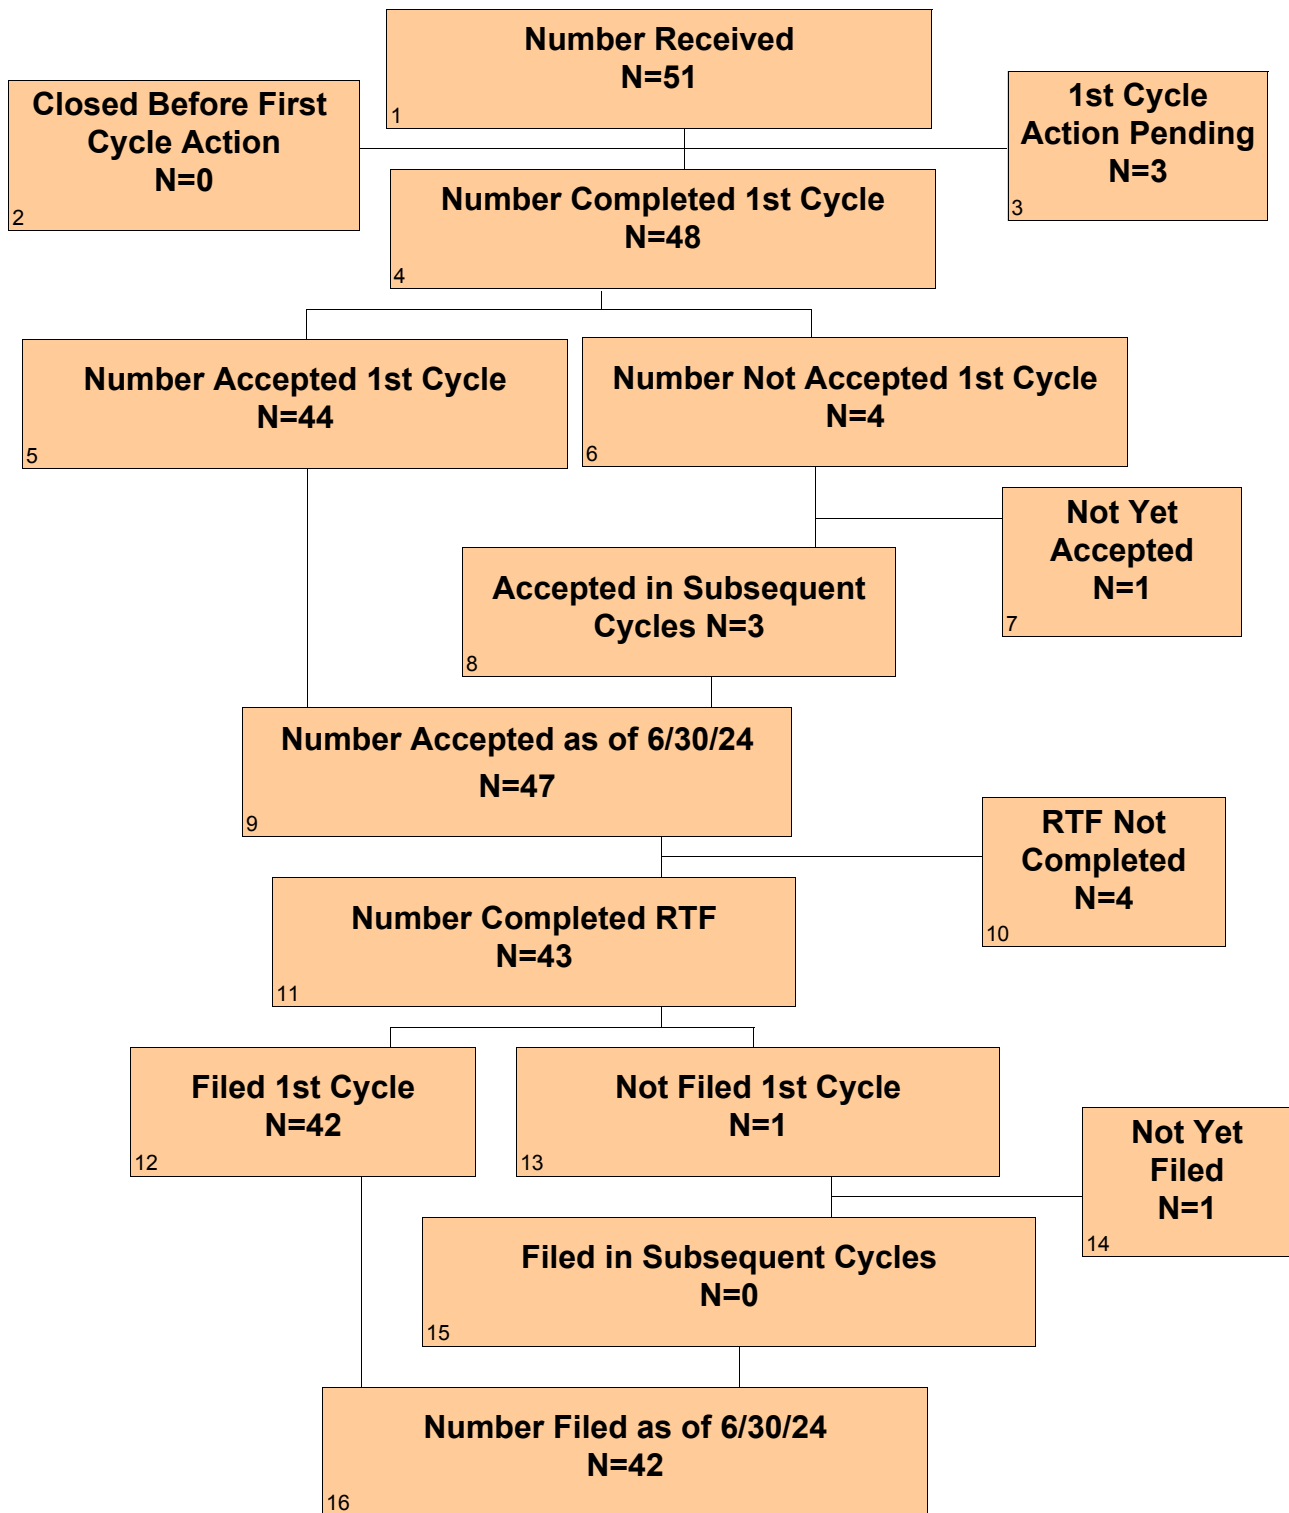 Number Received
N=51
1
Closed Before First
Cycle Action
N=0
2
1st Cycle
Action Pending
N=3
3
Number Completed 1st Cycle
N=48
4
Number Accepted 1st Cycle
N=44
5
Number Not Accepted 1st Cycle
N=4
6
Not Yet
Accepted
N=1
7
Accepted in Subsequent
Cycles N=3
8
Number Accepted as of 6/30/24
N=47
9
RTF Not
Completed
N=4
10
Number Completed RTF
N=43
11
Filed 1st Cycle
N=42
12
Not Filed 1st Cycle
N=1
13
Not Yet
Filed
N=1
14
Filed in Subsequent Cycles
N=0
15
Number Filed as of 6/30/24
N=42
16